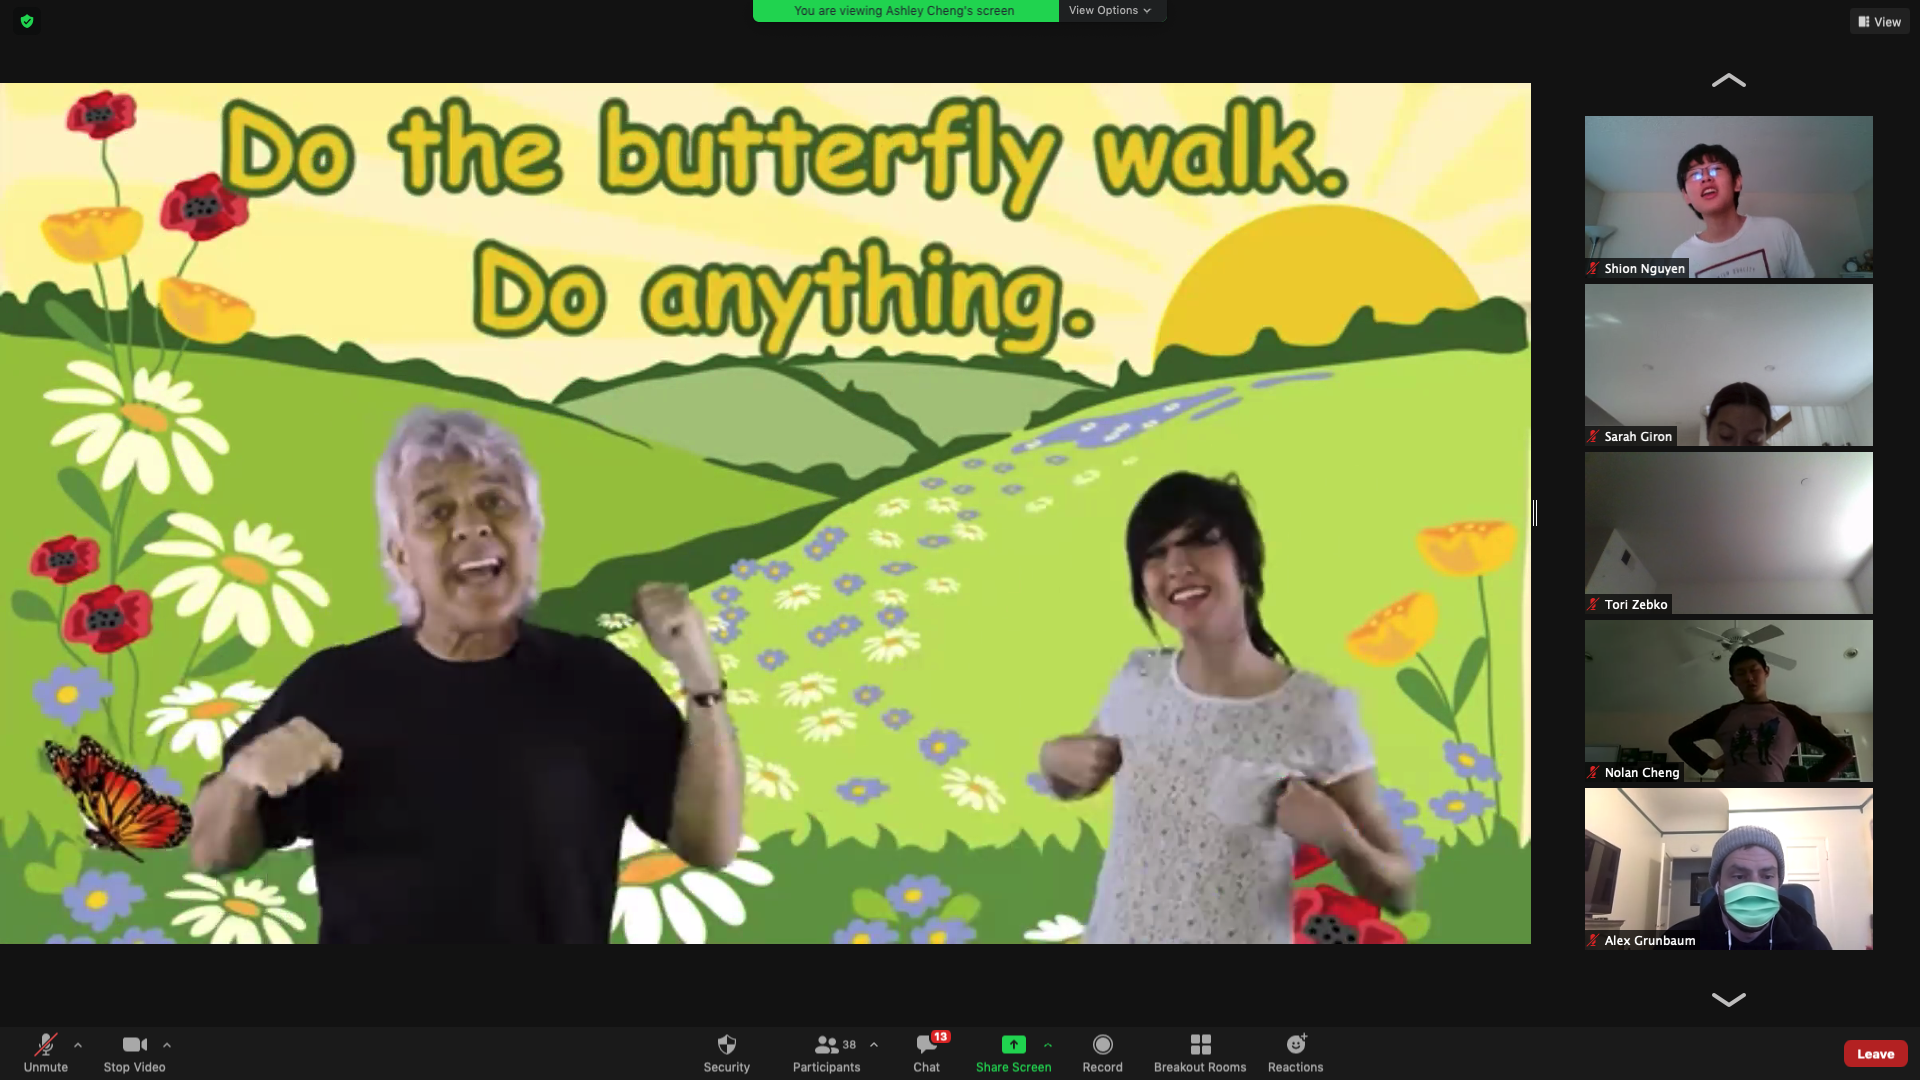 You are viewing Ashley Cheng's screen
View Options
View
Do the butterfly walk.
Do anything.
Shion Nguyen
Sarah Giron
Tori Zebko
Nolan Cheng
Alex Grunbaum
Unmute
Stop Video
Security
38
Participants
13
Chat
Share Screen
Record
Breakout Rooms
Reactions
Leave